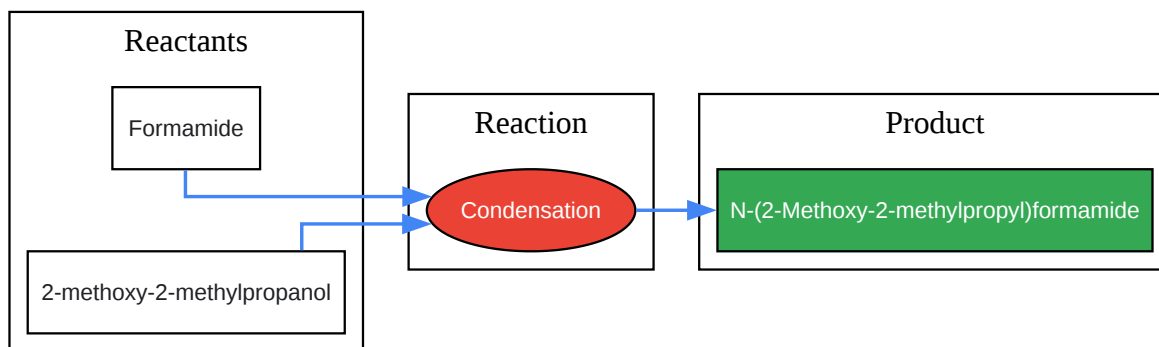 Reactants
Formamide
2-methoxy-2-methylpropanol
Reaction
Condensation
Product
N-(2-Methoxy-2-methylpropyl)formamide